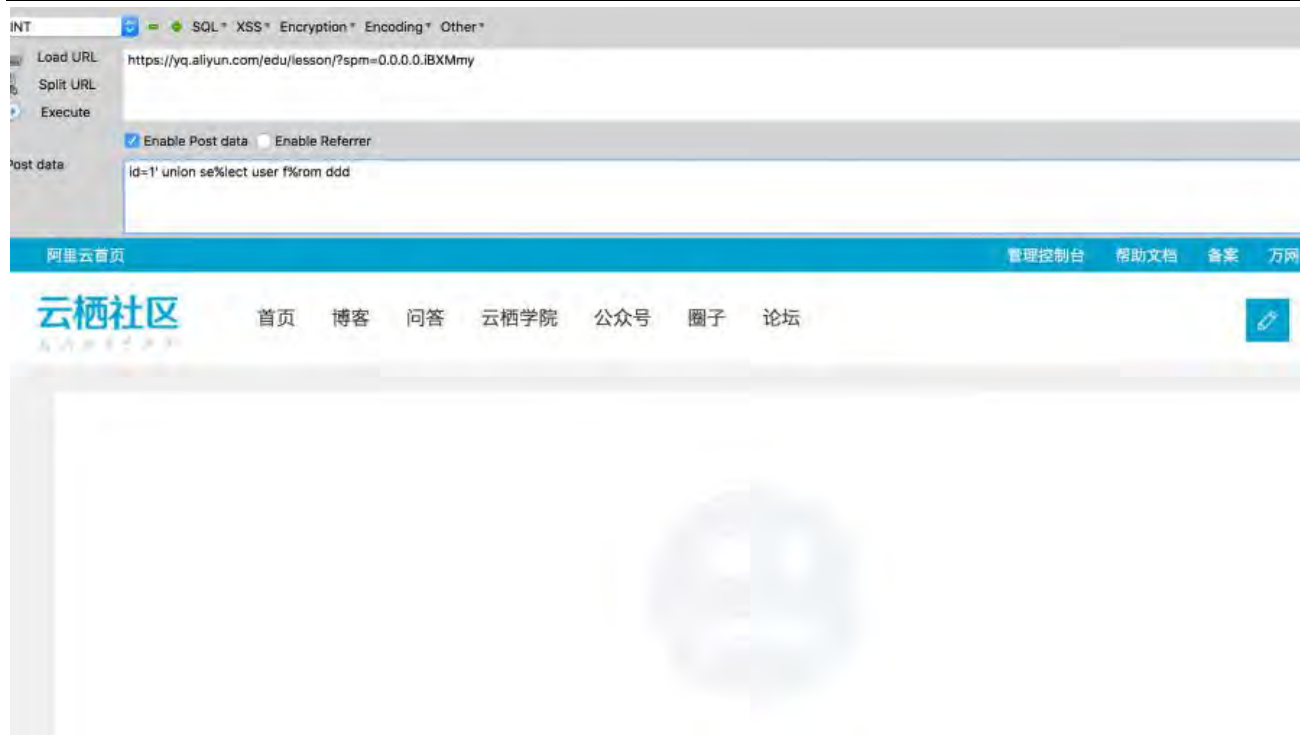 INT SQL* XSS* Encryption* Encoding* Other*
Load URL
https://yq.aliyun.com/edu/lesson/?spm=0.0.0.0.iBXMmy
Split URL
Execute
Enable Post data Enable Referrer
Post data
id=1' union se%lect user f%rom ddd
阿里云首页 管理控制台 帮助文档 备案 万网
云栖社区 首页 博客 问答 云栖学院 公众号 圈子 论坛